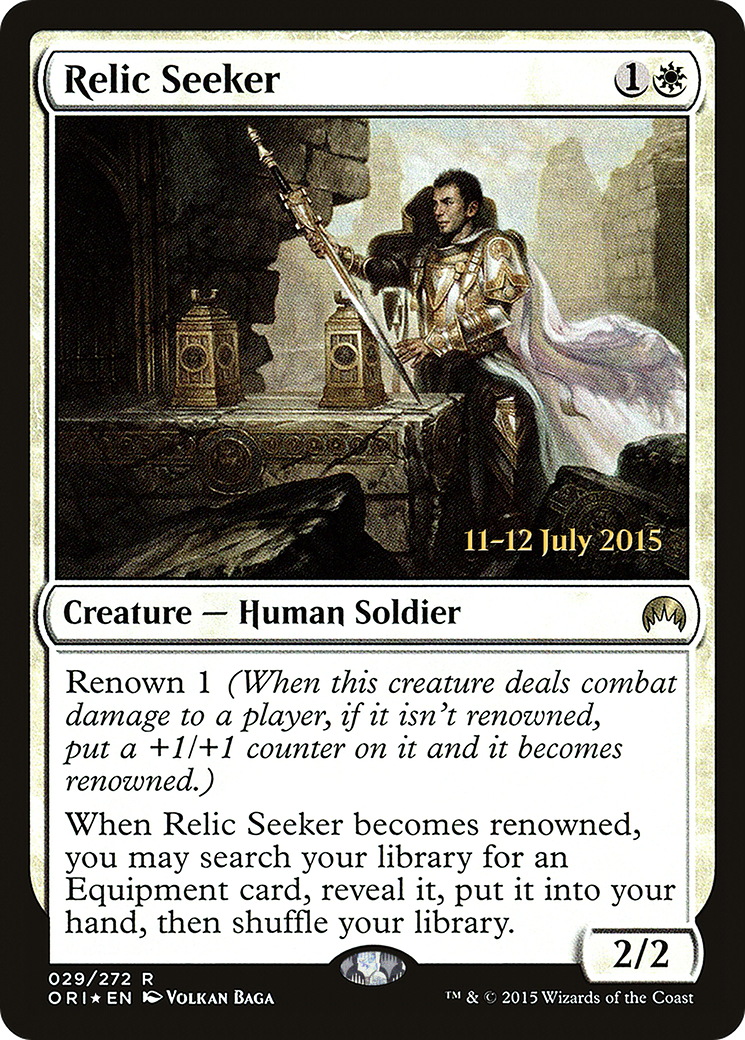 Relic Seeker
1
11–12 July 2015
Creature — Human Soldier
Renown 1 (When this creature deals combat
damage to a player, if it isn't renowned,
put a +1/+1 counter on it and it becomes
renowned.)
When Relic Seeker becomes renowned,
you may search your library for an
Equipment card, reveal it, put it into your
hand, then shuffle your library.
2/2
029/272 R
ORI★EN Volkan Baga
™ & © 2015 Wizards of the Coast